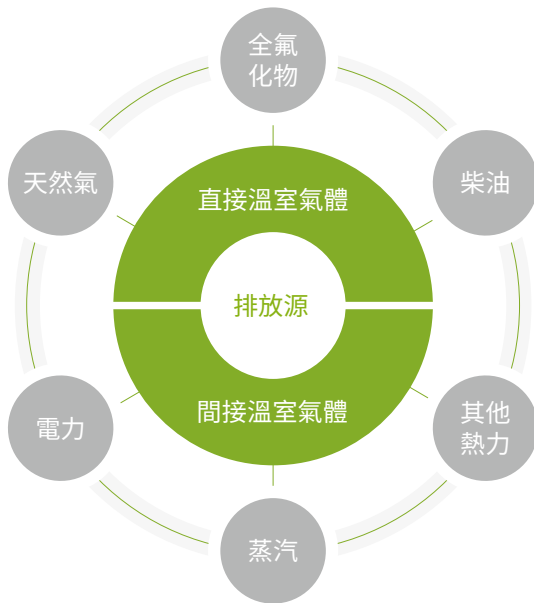 全氟
化物
天然氣
柴油
直接溫室氣體
排放源
間接溫室氣體
電力
其他
熱力
蒸汽